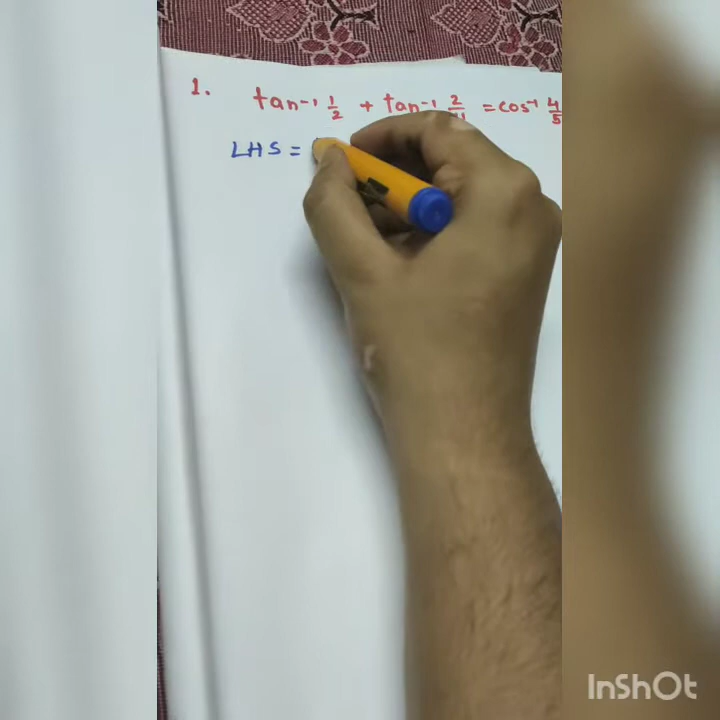 1. tan⁻¹ 1/2 + tan⁻¹ 2/11 = cos⁻¹ 4/5
LHS =
InShOt